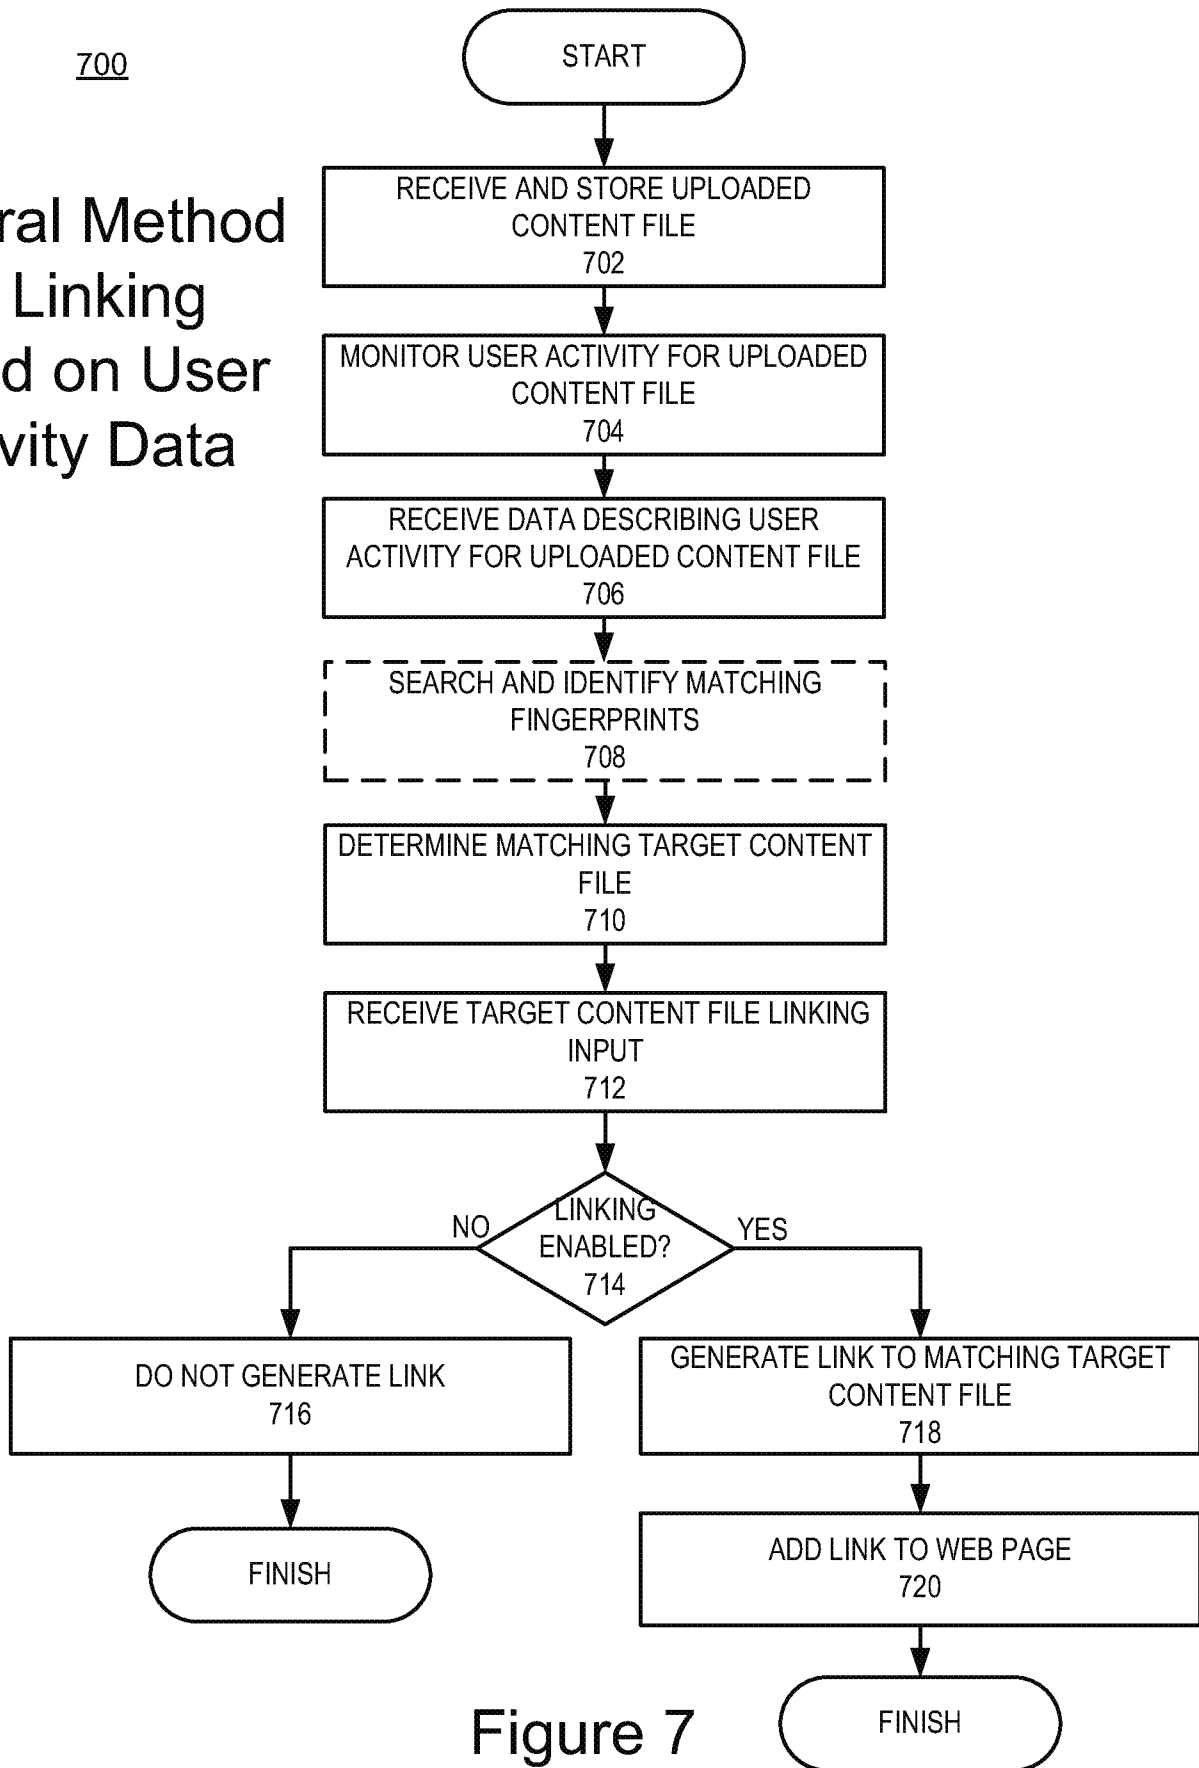 700
START
RECEIVE AND STORE UPLOADED
CONTENT FILE
702
ral Method
Linking
d on User
vity Data
MONITOR USER ACTIVITY FOR UPLOADED
CONTENT FILE
704
RECEIVE DATA DESCRIBING USER
ACTIVITY FOR UPLOADED CONTENT FILE
706
SEARCH AND IDENTIFY MATCHING
FINGERPRINTS
708
DETERMINE MATCHING TARGET CONTENT
FILE
710
RECEIVE TARGET CONTENT FILE LINKING
INPUT
712
LINKING
ENABLED?
714
NO
YES
DO NOT GENERATE LINK
716
GENERATE LINK TO MATCHING TARGET
CONTENT FILE
718
FINISH
ADD LINK TO WEB PAGE
720
FINISH
Figure 7